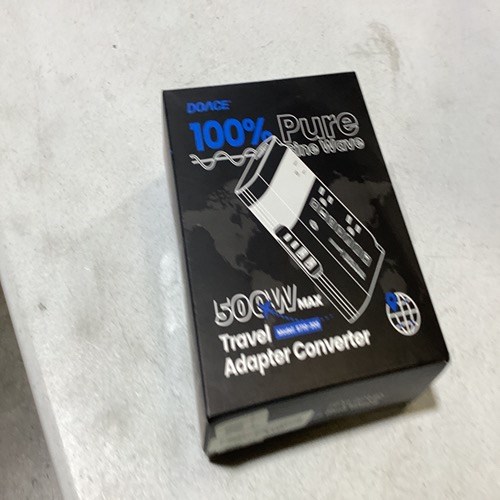 DOACE
100% Pure
Sine Wave
500W MAX
Travel
Adapter Converter